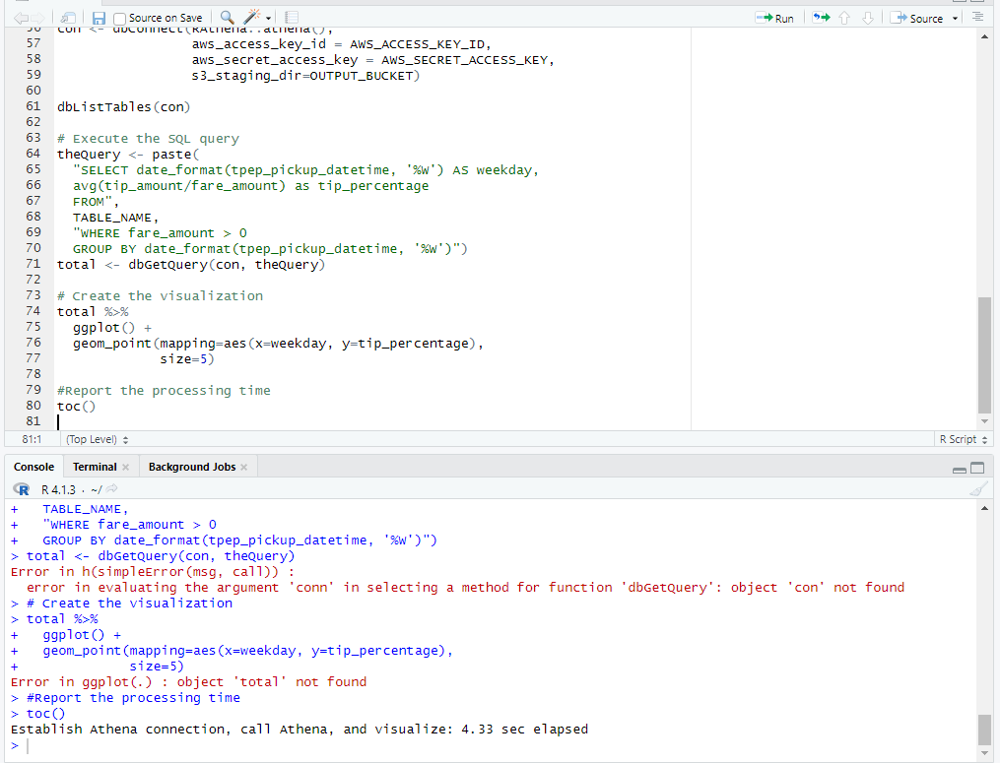 Source on Save
Run
Source
56 con <- dbConnect(RAthena::athena(),
57 aws_access_key_id = AWS_ACCESS_KEY_ID,
58 aws_secret_access_key = AWS_SECRET_ACCESS_KEY,
59 s3_staging_dir=OUTPUT_BUCKET)
60
61 dbListTables(con)
62
63 # Execute the SQL query
64 theQuery <- paste(
65 "SELECT date_format(tpep_pickup_datetime, '%W') AS weekday,
66 avg(tip_amount/fare_amount) as tip_percentage
67 FROM",
68 TABLE_NAME,
69 "WHERE fare_amount > 0
70 GROUP BY date_format(tpep_pickup_datetime, '%W')")
71 total <- dbGetQuery(con, theQuery)
72
73 # Create the visualization
74 total %>%
75 ggplot() +
76 geom_point(mapping=aes(x=weekday, y=tip_percentage),
77 size=5)
78
79 #Report the processing time
80 toc()
81
81:1 (Top Level) R Script
Console Terminal Background Jobs
R R 4.1.3 · ~/
+ TABLE_NAME,
+ "WHERE fare_amount > 0
+ GROUP BY date_format(tpep_pickup_datetime, '%W')")
> total <- dbGetQuery(con, theQuery)
Error in h(simpleError(msg, call)) :
error in evaluating the argument 'conn' in selecting a method for function 'dbGetQuery': object 'con' not found
> # Create the visualization
> total %>%
+ ggplot() +
+ geom_point(mapping=aes(x=weekday, y=tip_percentage),
+ size=5)
Error in ggplot(.) : object 'total' not found
> #Report the processing time
> toc()
Establish Athena connection, call Athena, and visualize: 4.33 sec elapsed
>